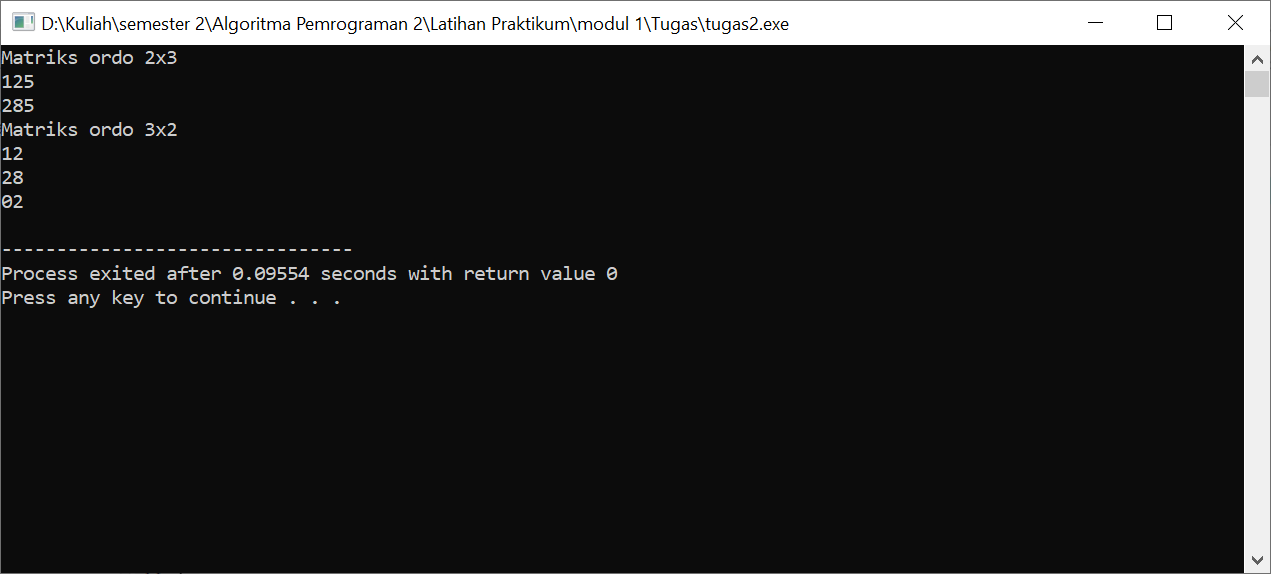 D:\Kuliah\semester 2\Algoritma Pemrograman 2\Latihan Praktikum\modul 1\Tugas\tugas2.exe
Matriks ordo 2x3
125
285
Matriks ordo 3x2
12
28
02
--------------------------------
Process exited after 0.09554 seconds with return value 0
Press any key to continue . . .